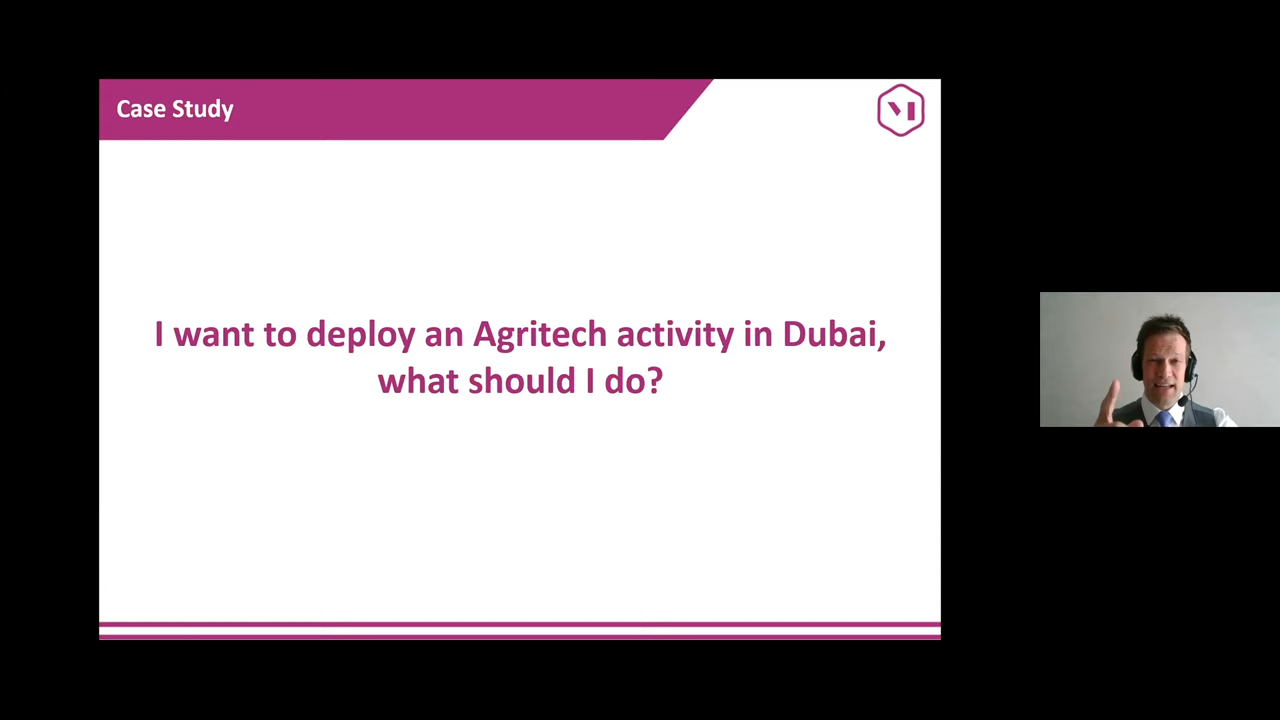 Case Study
I want to deploy an Agritech activity in Dubai,
what should I do?